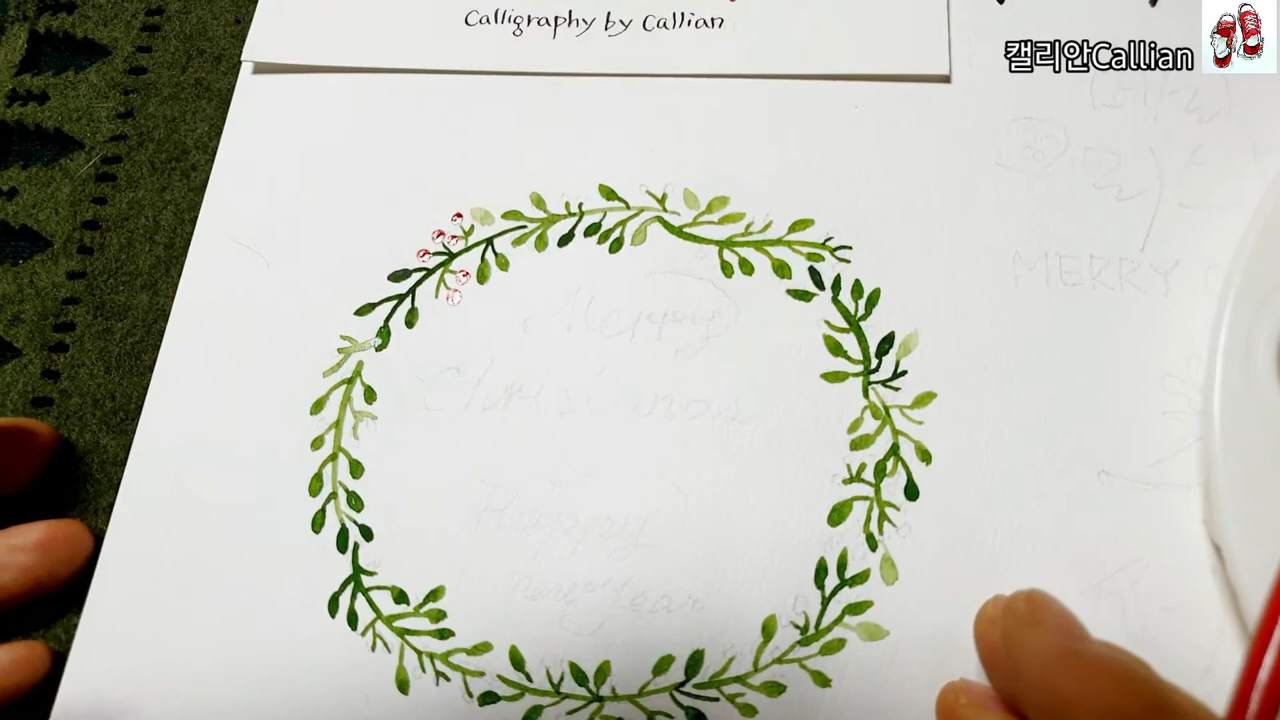 Calligraphy by Callian
캘리안Callian
Merry
Christmas
Happy
new Year
MERRY